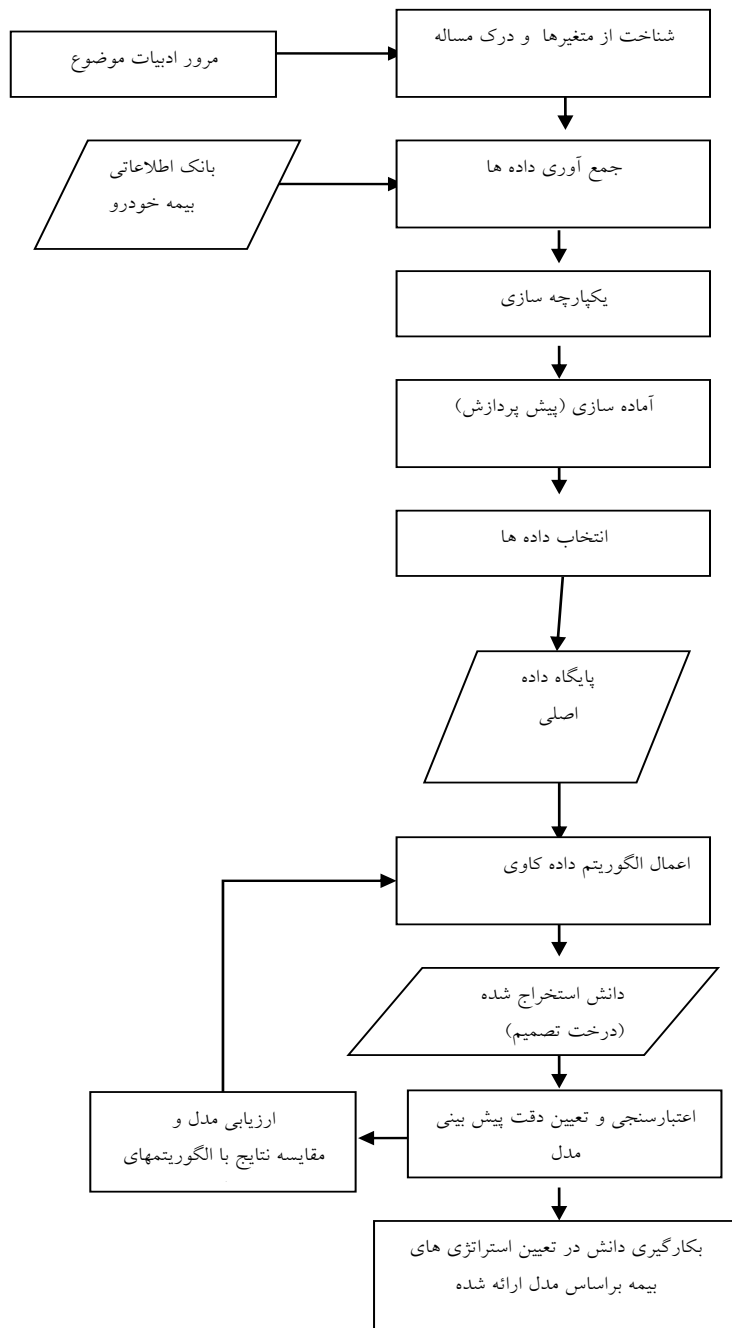 شناخت از متغیرها و درک مساله
مرور ادبیات موضوع
جمع آوری داده ها
بانک اطلاعاتی
بیمه خودرو
یکپارچه سازی
آماده سازی (پیش پردازش)
انتخاب داده ها
پایگاه داده
اصلی
اعمال الگوریتم داده کاوی
دانش استخراج شده
(درخت تصمیم)
اعتبارسنجی و تعیین دقت پیش بینی
مدل
ارزیابی مدل و
مقایسه نتایج با الگوریتمهای
بکارگیری دانش در تعیین استراتژی های
بیمه براساس مدل ارائه شده